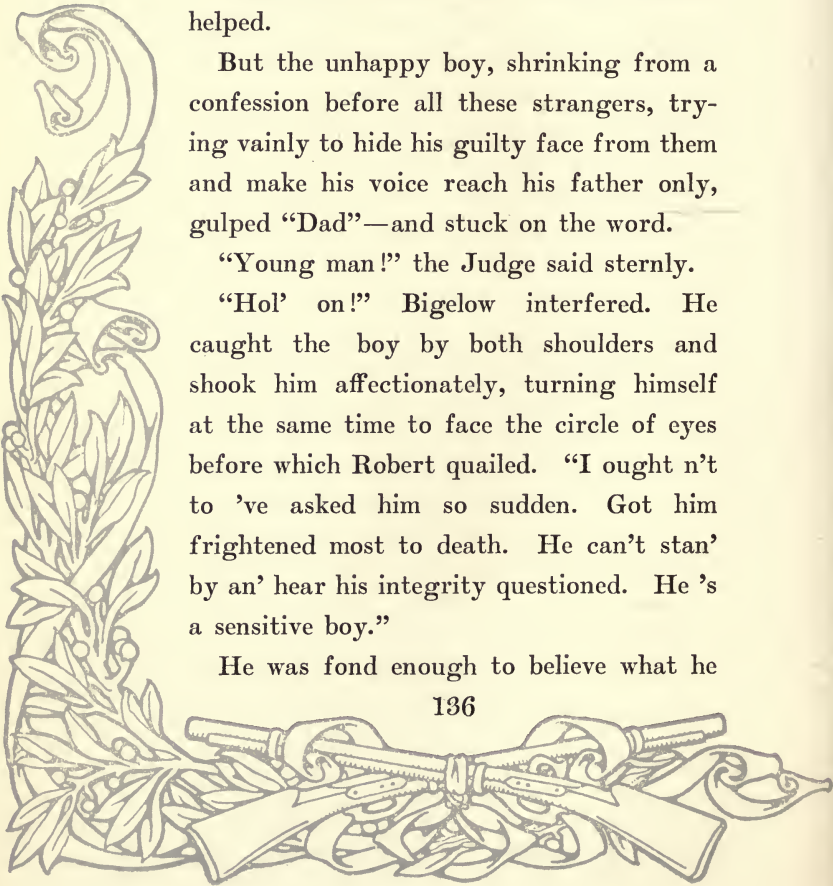 helped.
But the unhappy boy, shrinking from a
confession before all these strangers, try-
ing vainly to hide his guilty face from them
and make his voice reach his father only,
gulped “Dad”—and stuck on the word.
“Young man!” the Judge said sternly.
“Hol’ on!” Bigelow interfered. He
caught the boy by both shoulders and
shook him affectionately, turning himself
at the same time to face the circle of eyes
before which Robert quailed. “I ought n’t
to ’ve asked him so sudden. Got him
frightened most to death. He can’t stan’
by an’ hear his integrity questioned. He ’s
a sensitive boy.”
He was fond enough to believe what he
136